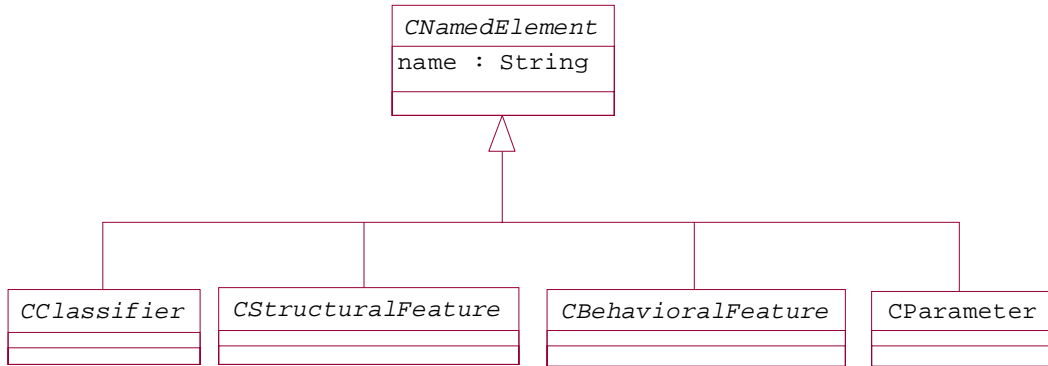 CNamedElement
name : String
CClassifier
CStructuralFeature
CBehavioralFeature
CParameter